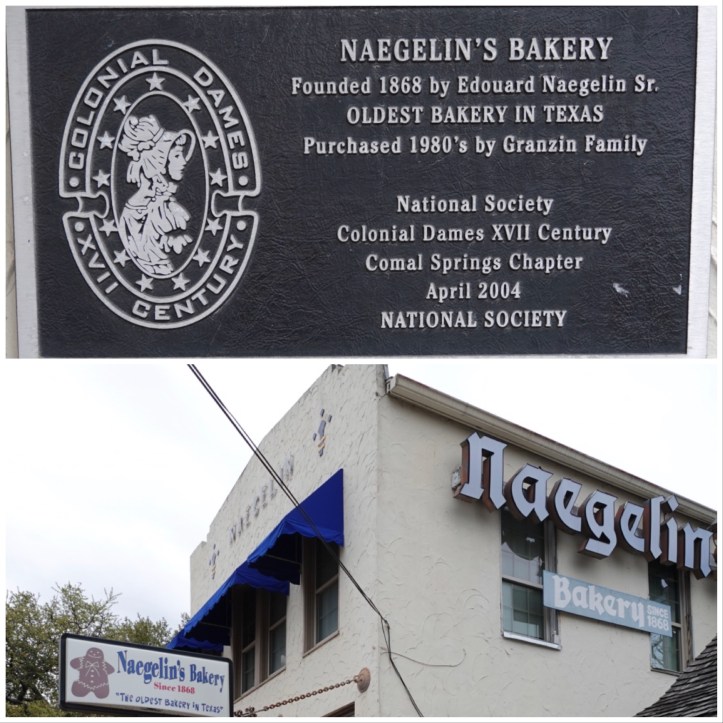 COLONIAL DAMES
XVII CENTURY
NAEGELIN'S BAKERY
Founded 1868 by Edouard Naegelin Sr.
OLDEST BAKERY IN TEXAS
Purchased 1980's by Granzin Family
National Society
Colonial Dames XVII Century
Comal Springs Chapter
April 2004
NATIONAL SOCIETY
NAEGELIN
Naegelin
Bakery SINCE
1868
Naegelin's Bakery
Since 1868
"The Oldest Bakery in Texas"